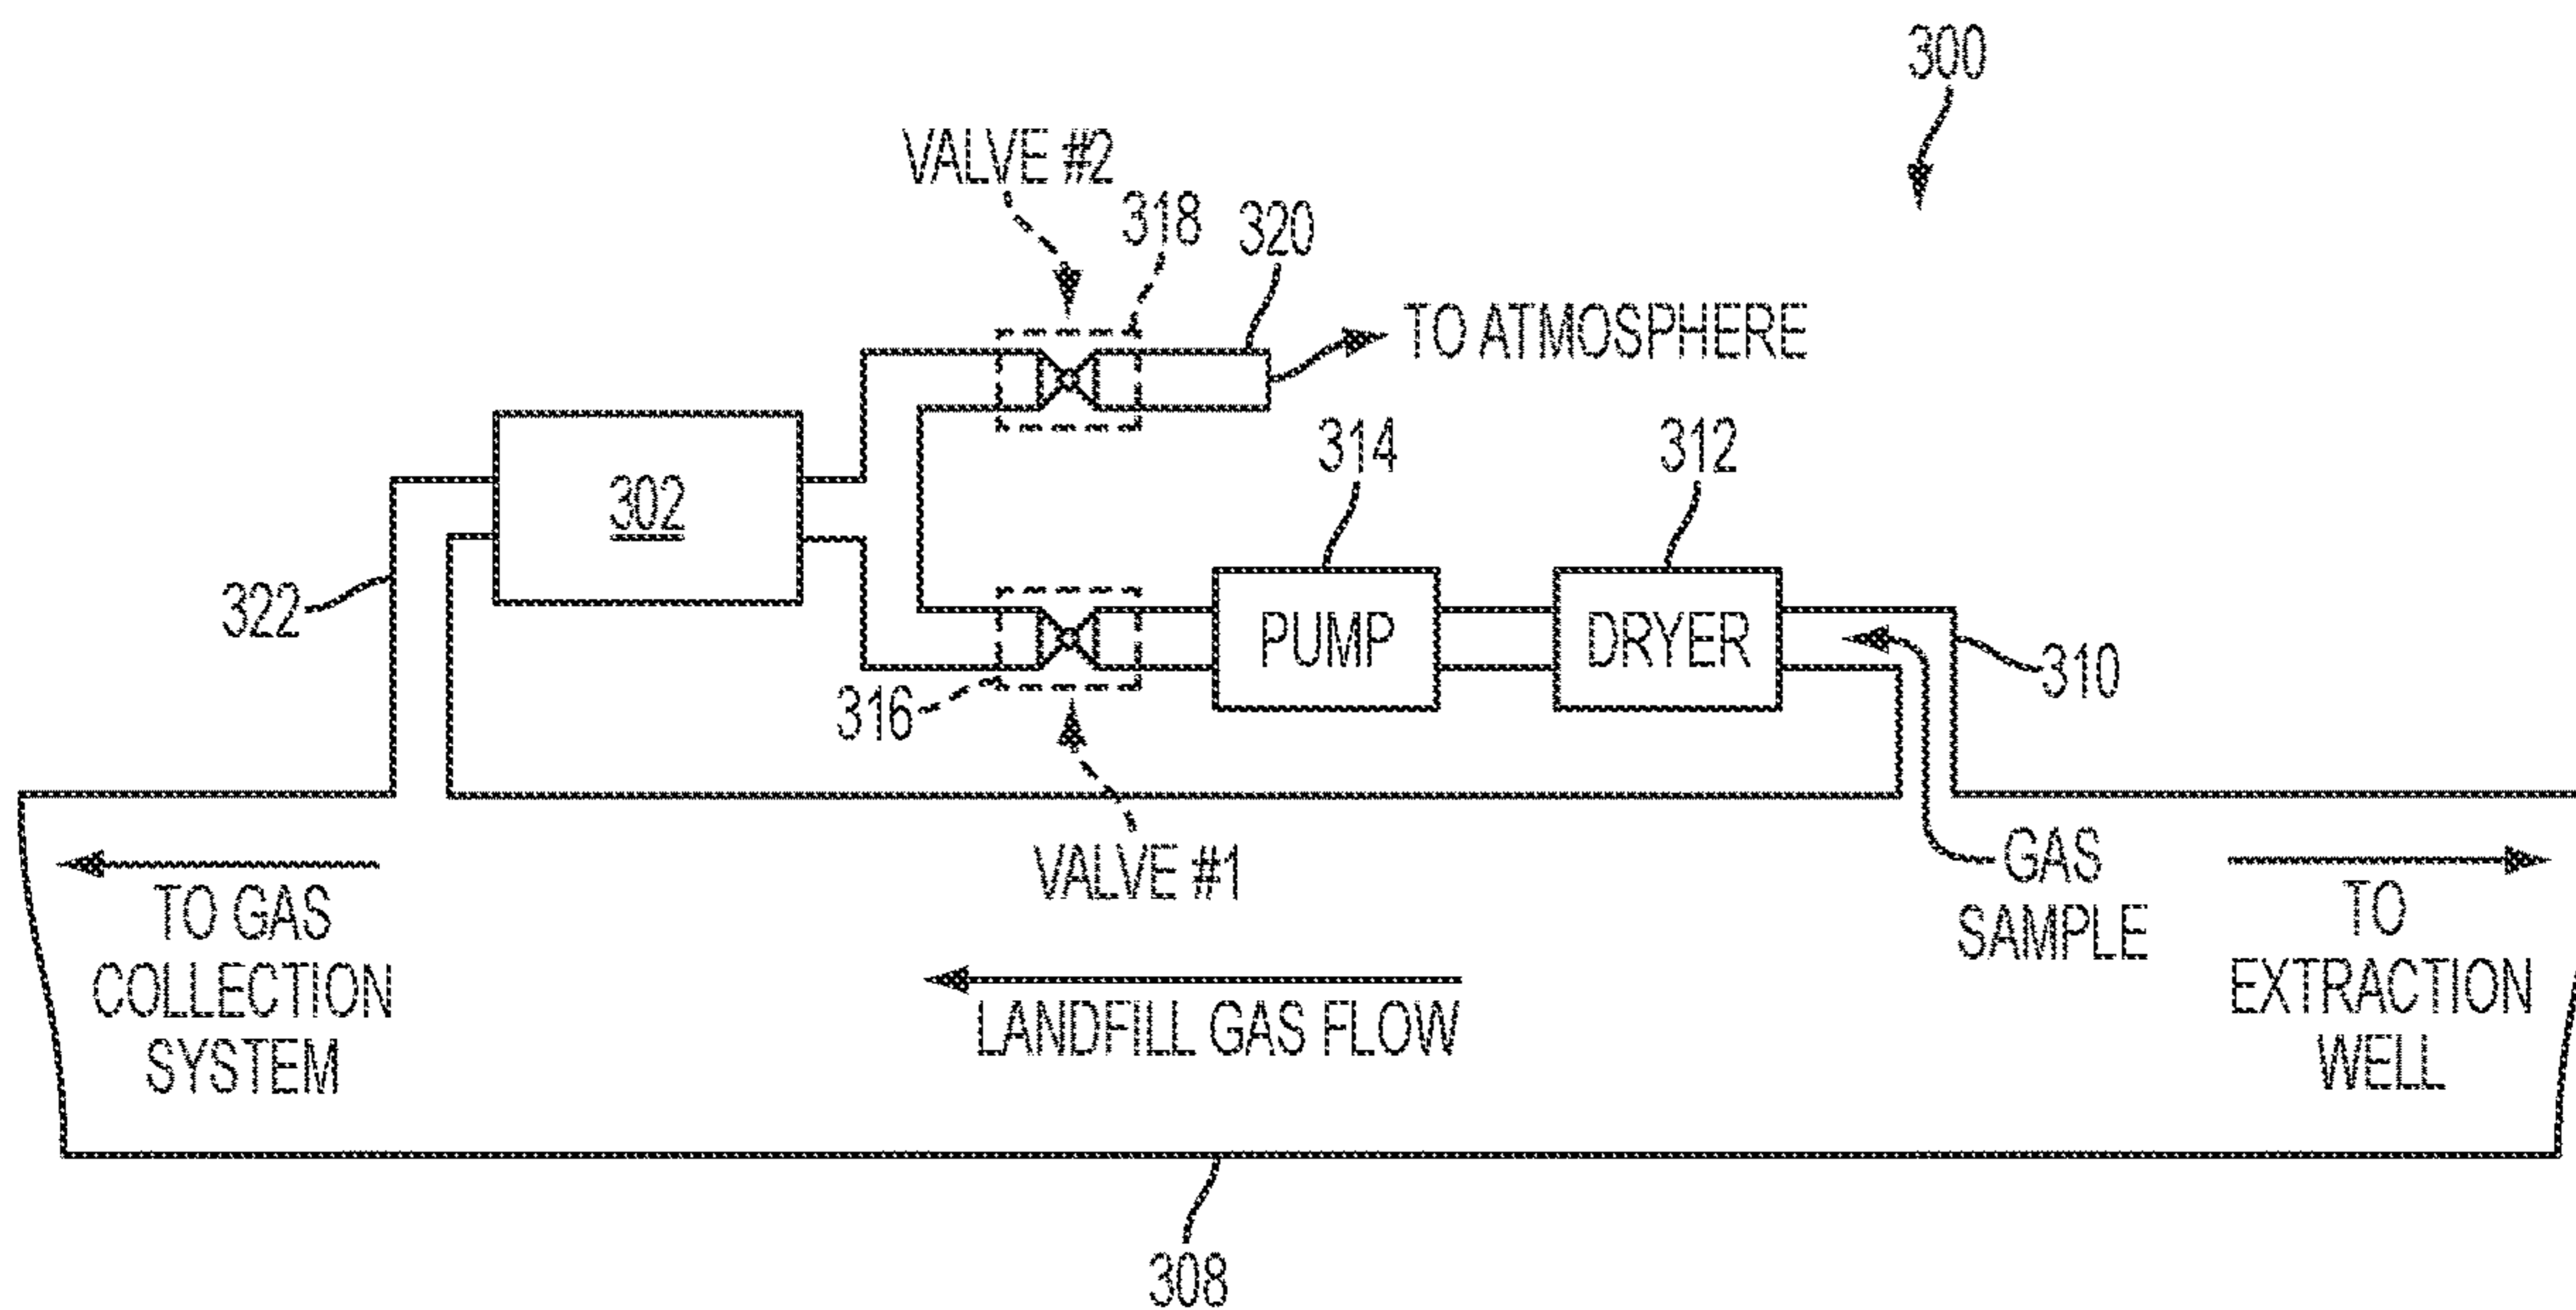 300
VALVE #2
318
320
TO ATMOSPHERE
314
312
302
322
PUMP
DRYER
310
316
VALVE #1
GAS
SAMPLE
TO GAS
COLLECTION
SYSTEM
LANDFILL GAS FLOW
TO
EXTRACTION
WELL
308